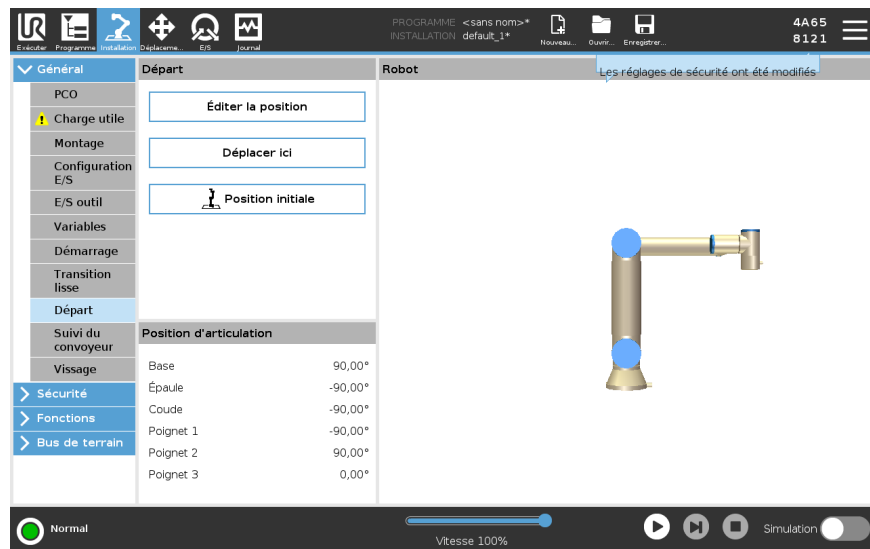 PROGRAMME <sans nom>*
INSTALLATION default_1*
4A65
8121
Exécuter Programme Installation Déplaceme... E/S Journal
Nouveau... Ouvrir... Enregistrer...
Général
Départ
Robot
Les réglages de sécurité ont été modifiés
PCO
Charge utile
Montage
Configuration
E/S
E/S outil
Variables
Démarrage
Transition
lisse
Départ
Suivi du
convoyeur
Vissage
Sécurité
Fonctions
Bus de terrain
Éditer la position
Déplacer ici
Position initiale
Position d'articulation
Base 90,00°
Épaule -90,00°
Coude -90,00°
Poignet 1 -90,00°
Poignet 2 90,00°
Poignet 3 0,00°
Normal
Vitesse 100%
Simulation